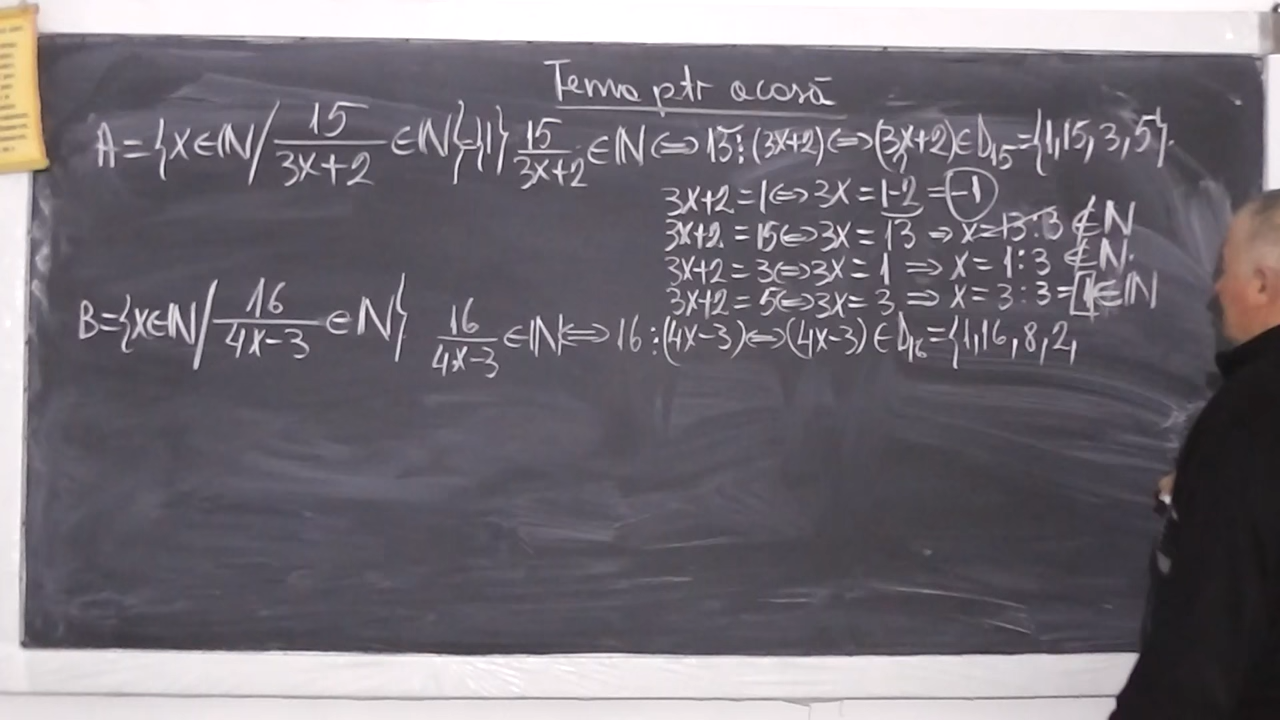 Tema ptr acasă
A={x∈ℕ/ 15/(3x+2) ∈ℕ}={1} 15/(3x+2) ∈ℕ⇔15⋮(3x+2)⇔(3x+2)∈D₁₅={1,15,3,5}.
3x+2=1⇔3x=1-2=-1
3x+2=15⇔3x=13⇒x=13:3∉ℕ
3x+2=3⇔3x=1⇒x=1:3∉ℕ.
3x+2=5⇔3x=3⇒x=3:3=1∈ℕ
B={x∈ℕ/ 16/(4x-3) ∈ℕ} 16/(4x-3) ∈ℕ⇔16⋮(4x-3)⇔(4x-3)∈D₁₆={1,16,8,2,